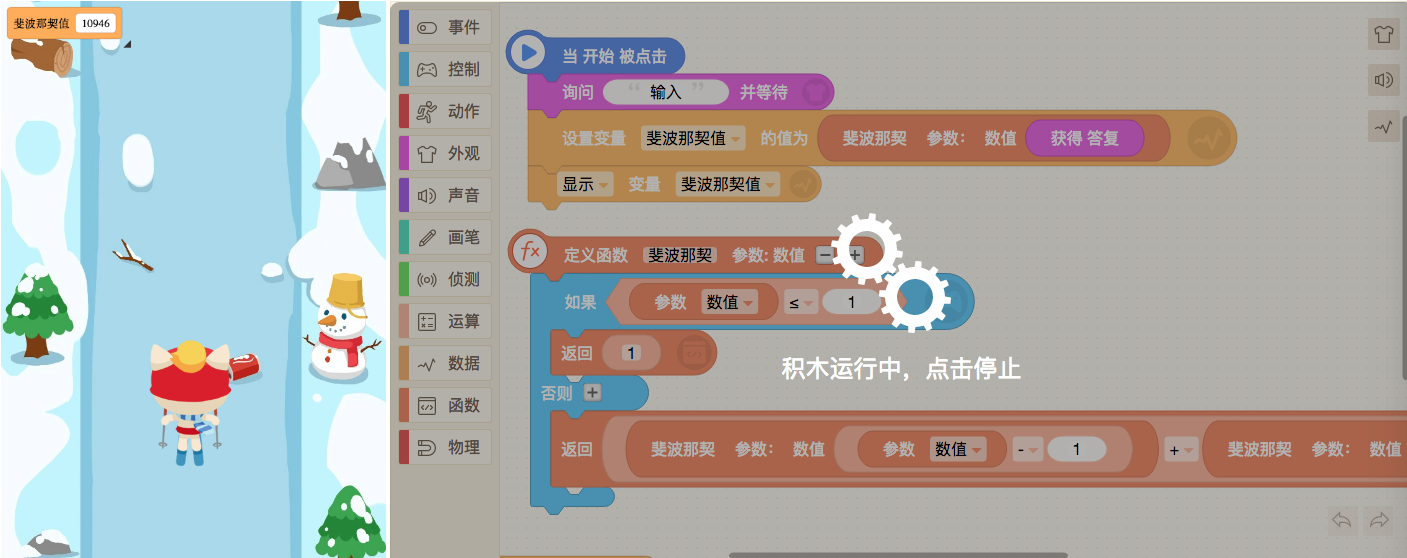 斐波那契值 10946
事件
控制
动作
外观
声音
画笔
侦测
运算
数据
函数
物理
当 开始 被点击
询问 “ 输入 ” 并等待
设置变量 斐波那契值 的值为 斐波那契 参数: 数值 获得 答复
显示 变量 斐波那契值
fx 定义函数 斐波那契 参数: 数值 − +
如果 参数 数值 ≤ 1
返回 1
积木运行中，点击停止
否则 +
返回 斐波那契 参数: 数值 参数 数值 - 1 + 斐波那契 参数: 数值